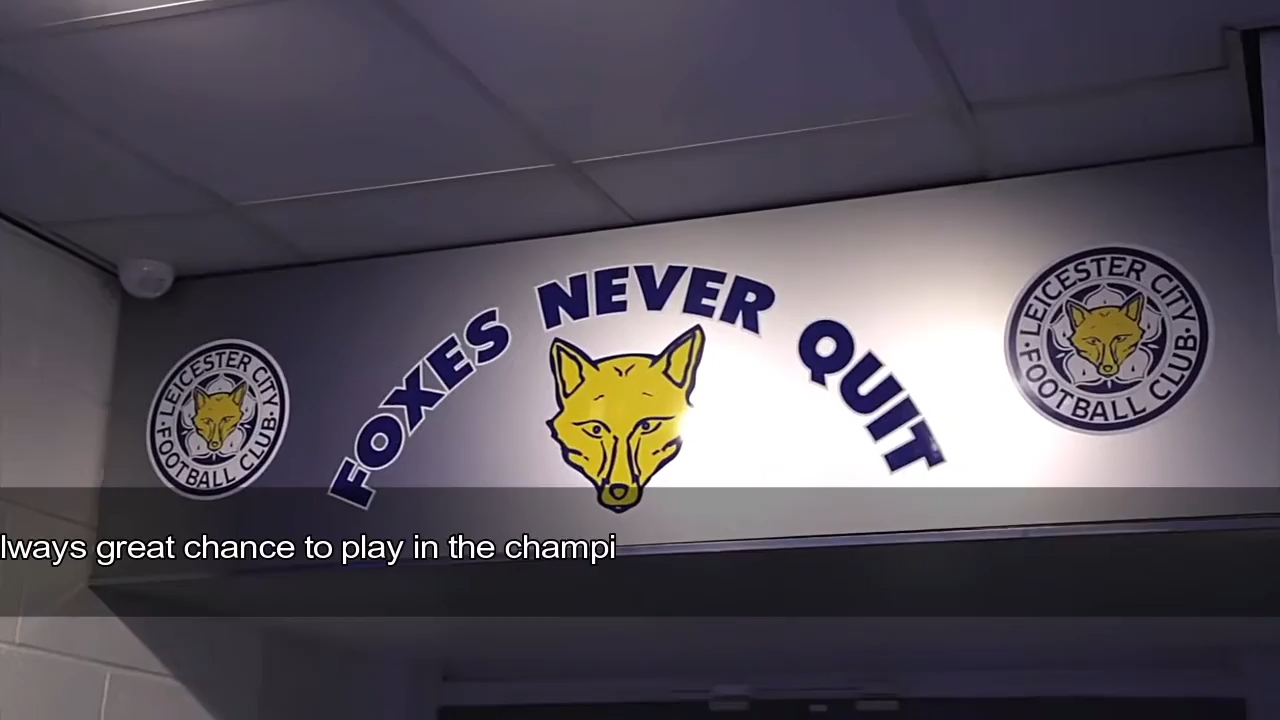 FOXES NEVER QUIT
LEICESTER CITY
FOOTBALL CLUB
LEICESTER CITY
FOOTBALL CLUB
lways great chance to play in the champi